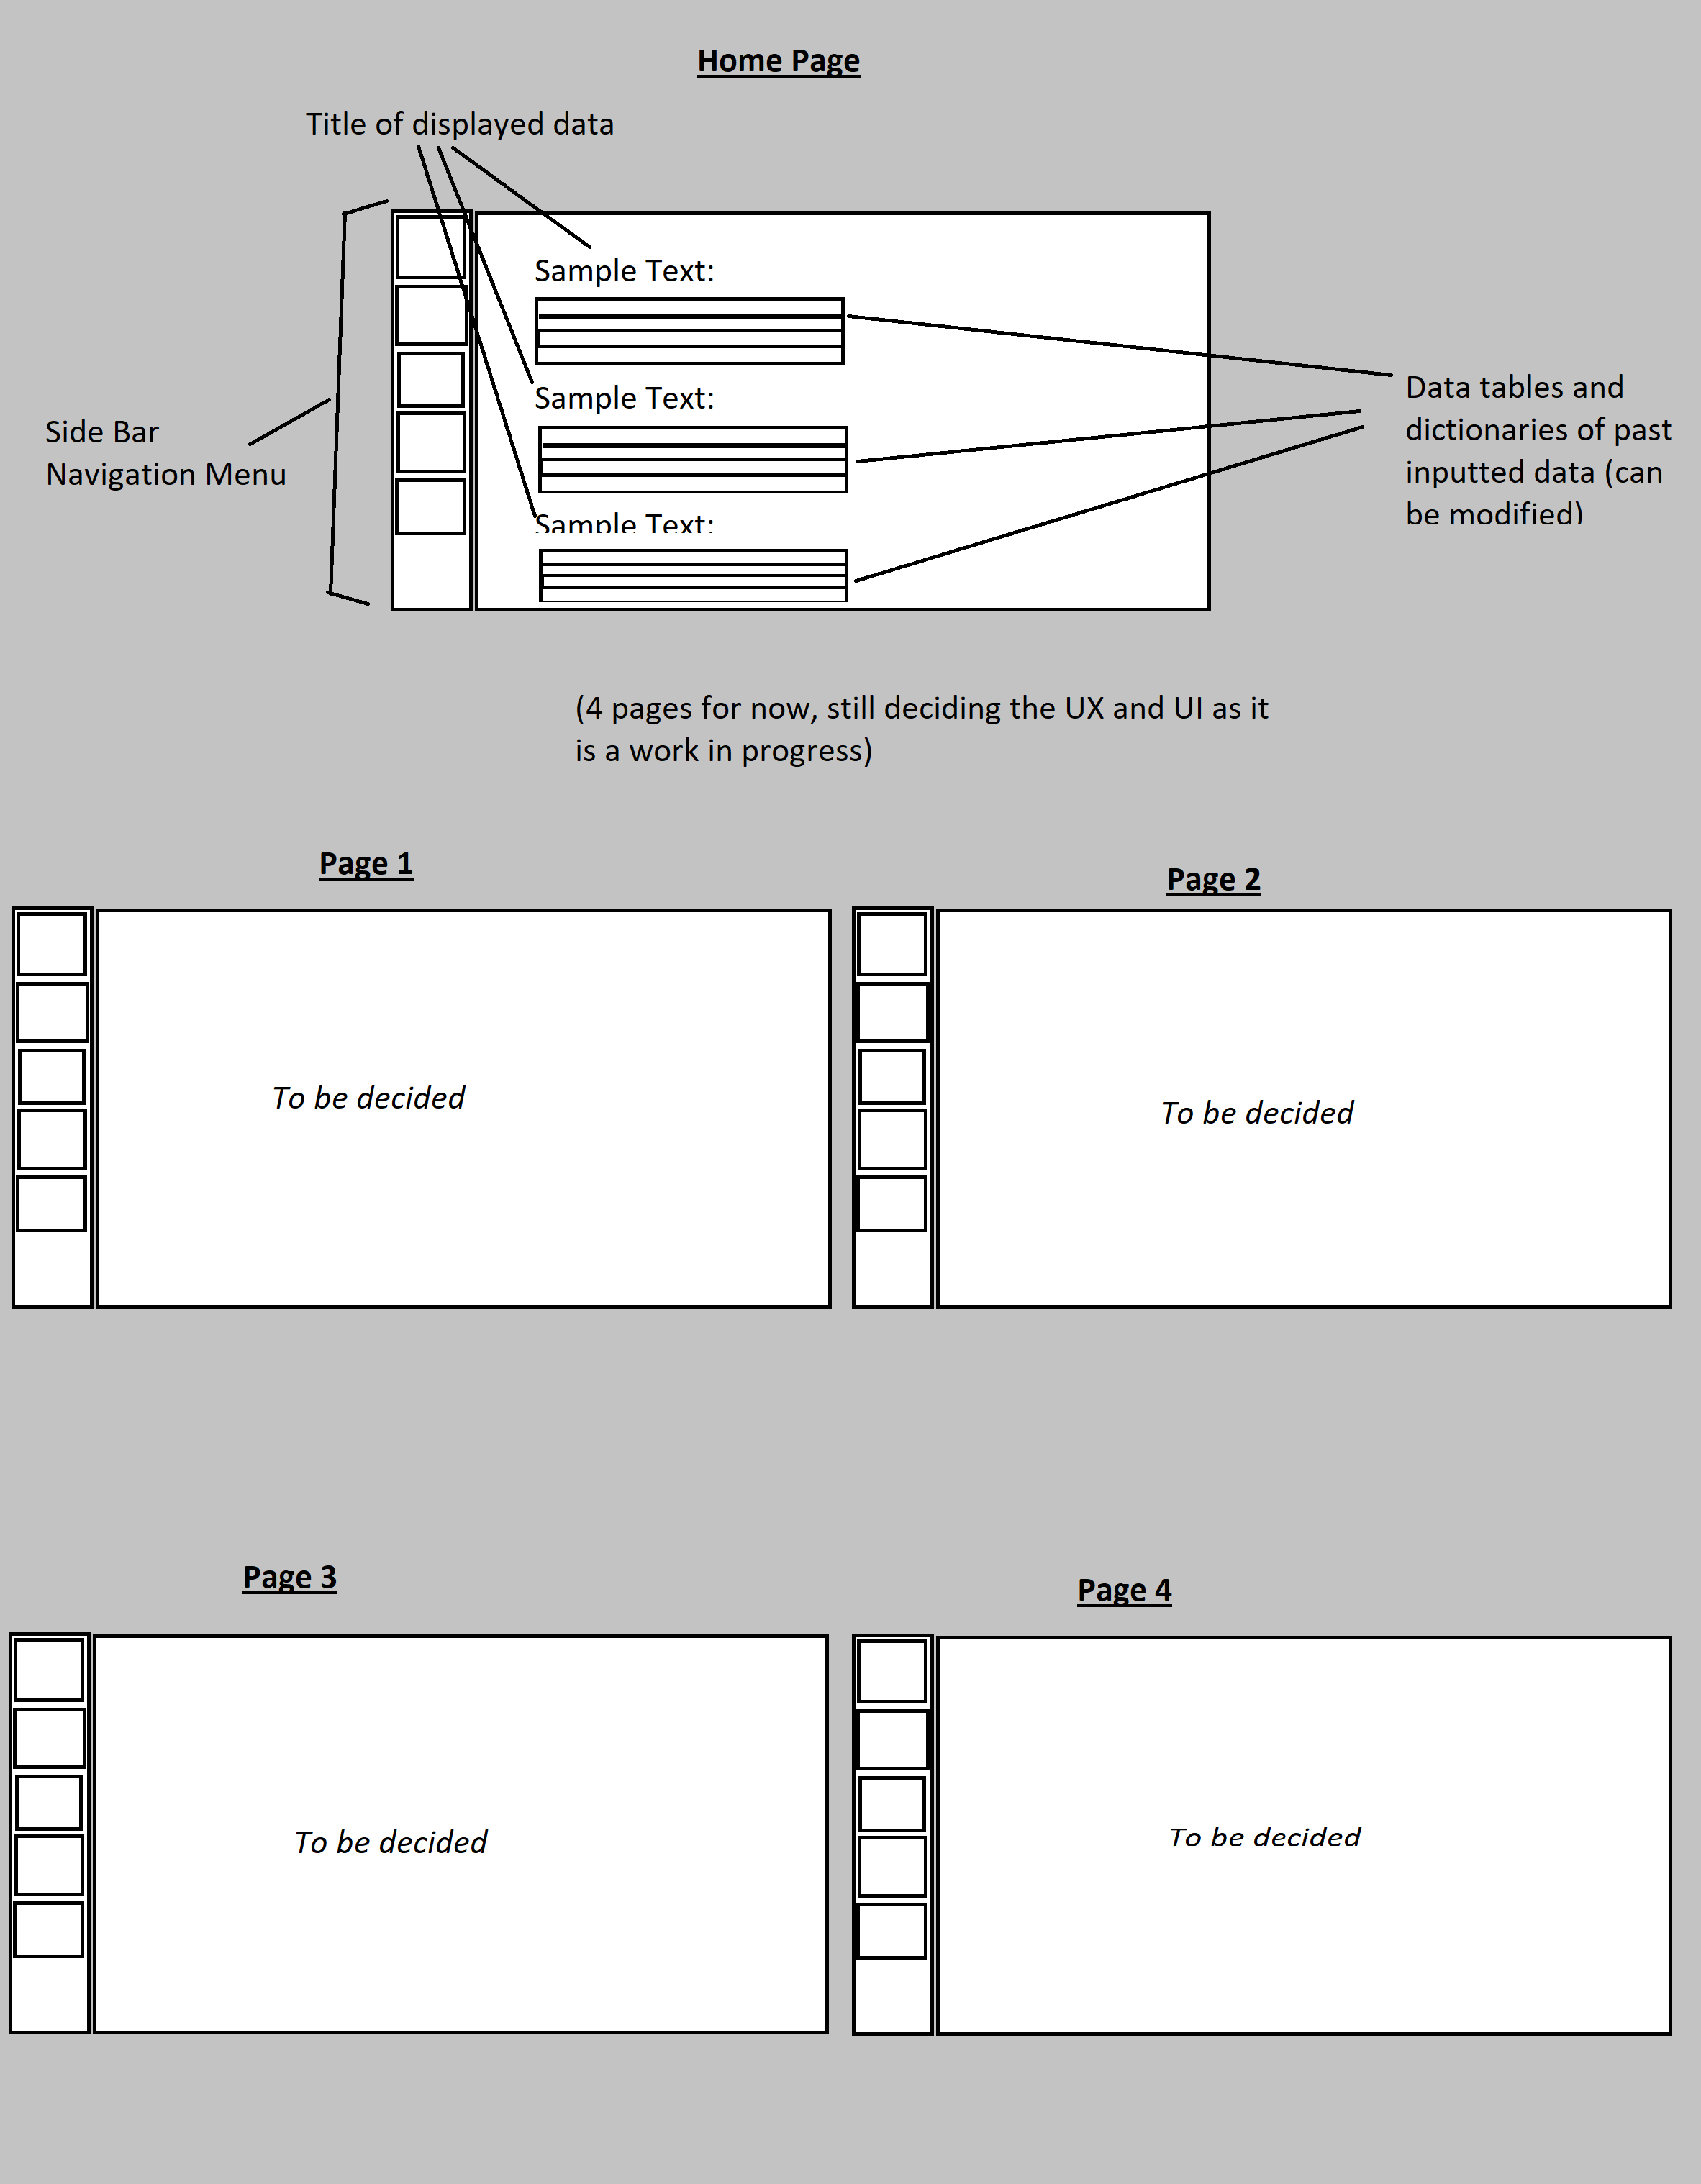 Home Page
Title of displayed data
Sample Text:
Sample Text:
Sample Text:
Side Bar
Navigation Menu
Data tables and
dictionaries of past
inputted data (can
be modified)
(4 pages for now, still deciding the UX and UI as it
is a work in progress)
Page 1
Page 2
To be decided
To be decided
Page 3
Page 4
To be decided
To be decided